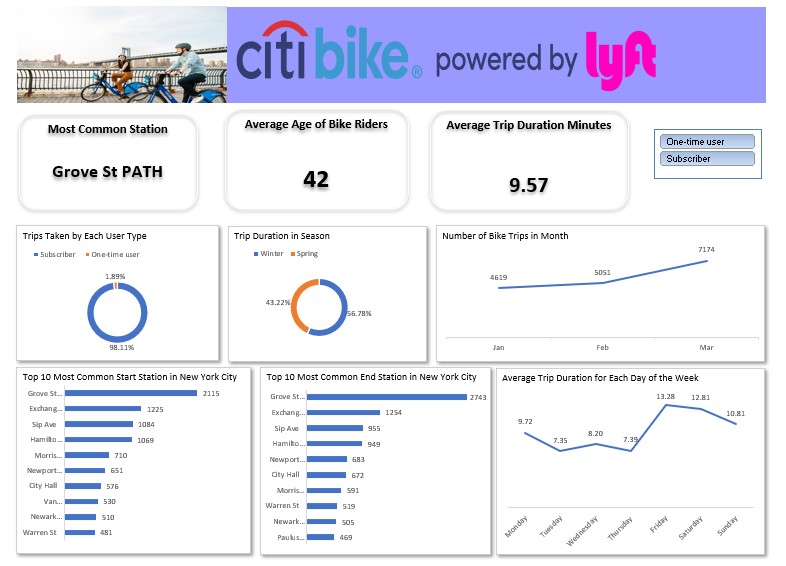 citi bike® powered by lyft
Most Common Station
Grove St PATH
Average Age of Bike Riders
42
Average Trip Duration Minutes
9.57
One-time user
Subscriber
Trips Taken by Each User Type
Subscriber One-time user
1.89%
98.11%
Trip Duration in Season
Winter Spring
43.22%
56.78%
Number of Bike Trips in Month
4619
5051
7174
Jan Feb Mar
Top 10 Most Common Start Station in New York City
Grove St... 2115
Exchang... 1225
Sip Ave 1084
Hamilto... 1069
Morris... 710
Newport... 651
City Hall 576
Van... 530
Newark... 510
Warren St 481
Top 10 Most Common End Station in New York City
Grove St... 2743
Exchang... 1254
Sip Ave 955
Hamilto... 949
Newport... 683
City Hall 672
Morris... 591
Warren St 519
Newark... 505
Paulus... 469
Average Trip Duration for Each Day of the Week
9.72
7.35
8.20
7.39
13.28
12.81
10.81
Monday Tuesday Wednesday Thursday Friday Saturday Sunday